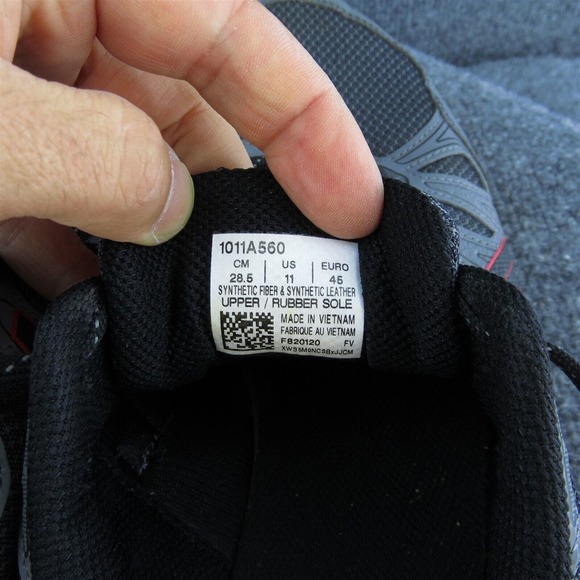 1011A560
CM | US | EURO
28.5 | 11 | 45
SYNTHETIC FIBER & SYNTHETIC LEATHER
UPPER / RUBBER SOLE
MADE IN VIETNAM
FABRIQUE AU VIETNAM
F820120 FV